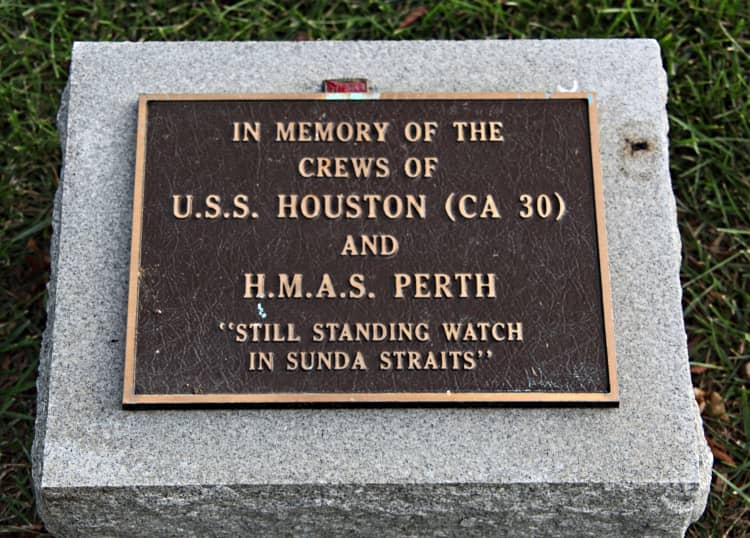 IN MEMORY OF THE
CREWS OF
U.S.S. HOUSTON (CA 30)
AND
H.M.A.S. PERTH
"STILL STANDING WATCH
IN SUNDA STRAITS"